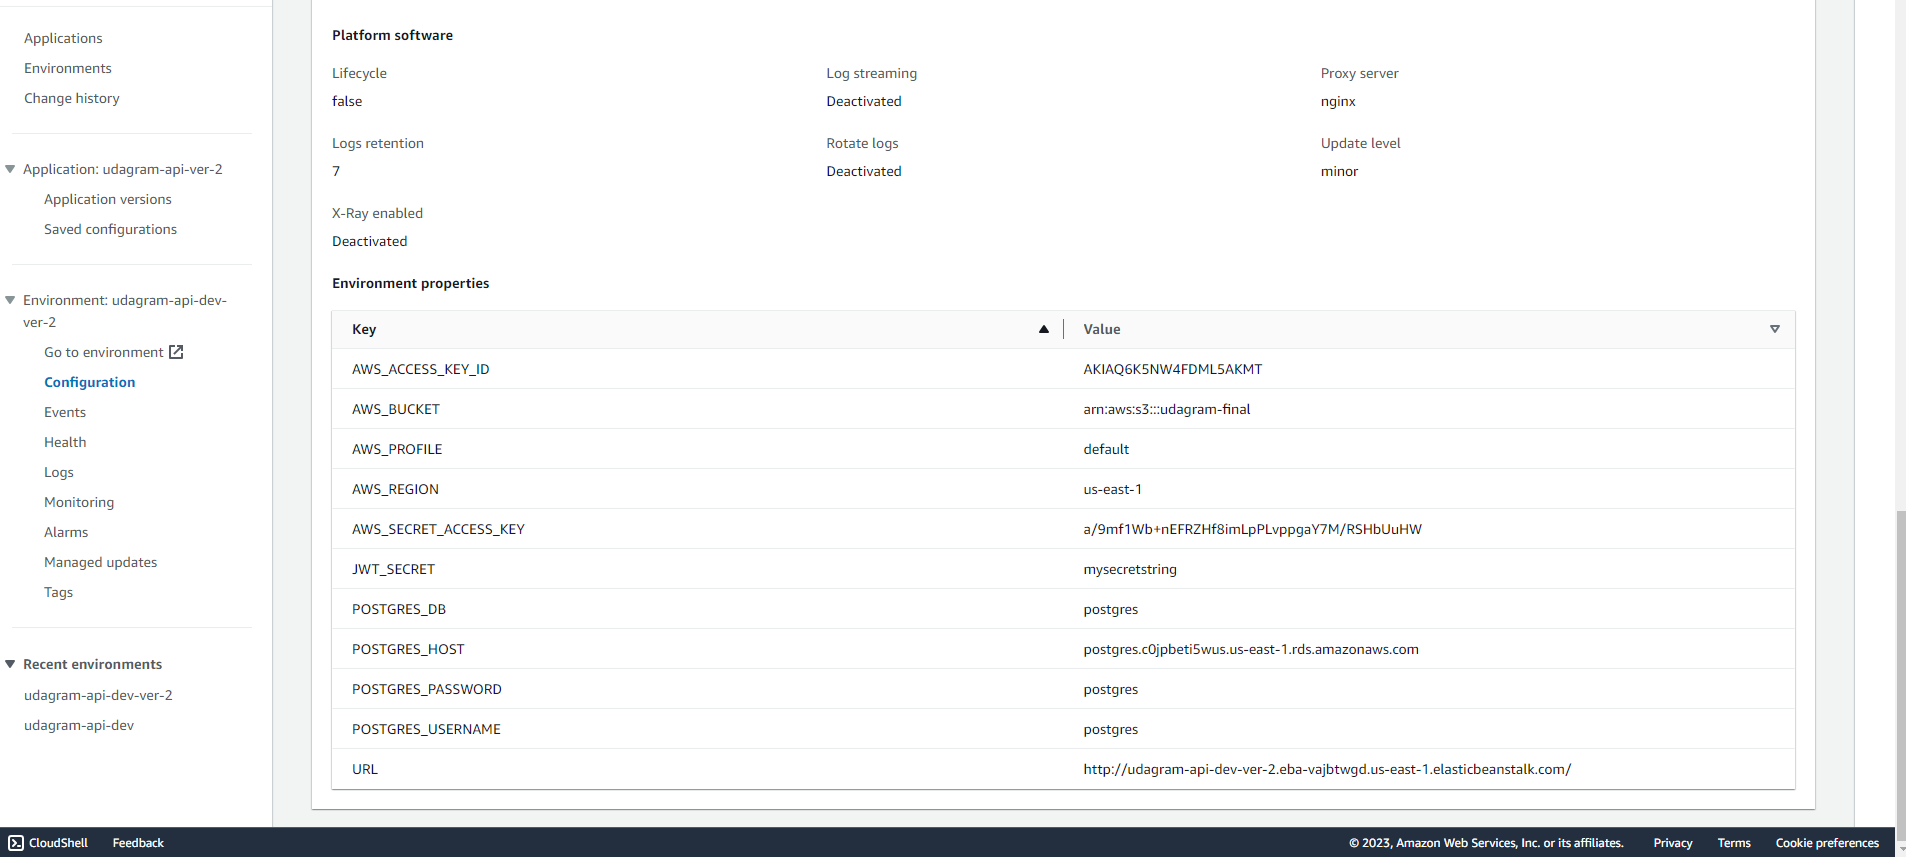 Applications
Environments
Change history
Application: udagram-api-ver-2
Application versions
Saved configurations
Environment: udagram-api-dev-
ver-2
Go to environment
Configuration
Events
Health
Logs
Monitoring
Alarms
Managed updates
Tags
Recent environments
udagram-api-dev-ver-2
udagram-api-dev
Platform software
Lifecycle Log streaming Proxy server
false Deactivated nginx
Logs retention Rotate logs Update level
7 Deactivated minor
X-Ray enabled
Deactivated
Environment properties
Key Value
AWS_ACCESS_KEY_ID AKIAQ6K5NW4FDML5AKMT
AWS_BUCKET arn:aws:s3:::udagram-final
AWS_PROFILE default
AWS_REGION us-east-1
AWS_SECRET_ACCESS_KEY a/9mf1Wb+nEFRZHf8imLpPLvppgaY7M/RSHbUuHW
JWT_SECRET mysecretstring
POSTGRES_DB postgres
POSTGRES_HOST postgres.c0jpbeti5wus.us-east-1.rds.amazonaws.com
POSTGRES_PASSWORD postgres
POSTGRES_USERNAME postgres
URL http://udagram-api-dev-ver-2.eba-vajbtwgd.us-east-1.elasticbeanstalk.com/
CloudShell Feedback © 2023, Amazon Web Services, Inc. or its affiliates. Privacy Terms Cookie preferences